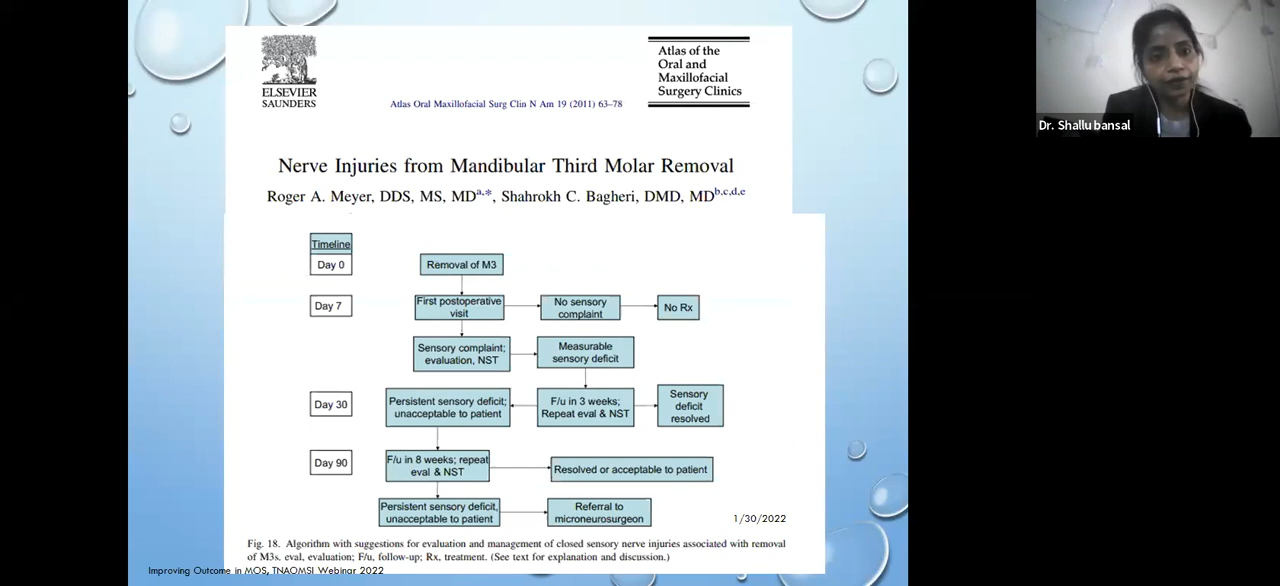 ELSEVIER
SAUNDERS
Atlas of the
Oral and
Maxillofacial
Surgery Clinics
Atlas Oral Maxillofacial Surg Clin N Am 19 (2011) 63–78
Dr. Shallu bansal
Nerve Injuries from Mandibular Third Molar Removal
Roger A. Meyer, DDS, MS, MDa,*, Shahrokh C. Bagheri, DMD, MDb,c,d,e
Timeline
Day 0
Removal of M3
Day 7
First postoperative
visit
No sensory
complaint
No Rx
Sensory complaint;
evaluation, NST
Measurable
sensory deficit
Day 30
Persistent sensory deficit;
unacceptable to patient
F/u in 3 weeks;
Repeat eval & NST
Sensory
deficit
resolved
Day 90
F/u in 8 weeks; repeat
eval & NST
Resolved or acceptable to patient
Persistent sensory deficit,
unacceptable to patient
Referral to
microneurosurgeon
1/30/2022
Fig. 18. Algorithm with suggestions for evaluation and management of closed sensory nerve injuries associated with removal
of M3s. eval, evaluation; F/u, follow-up; Rx, treatment. (See text for explanation and discussion.)
Improving Outcome in MOS, TNAOMSI Webinar 2022